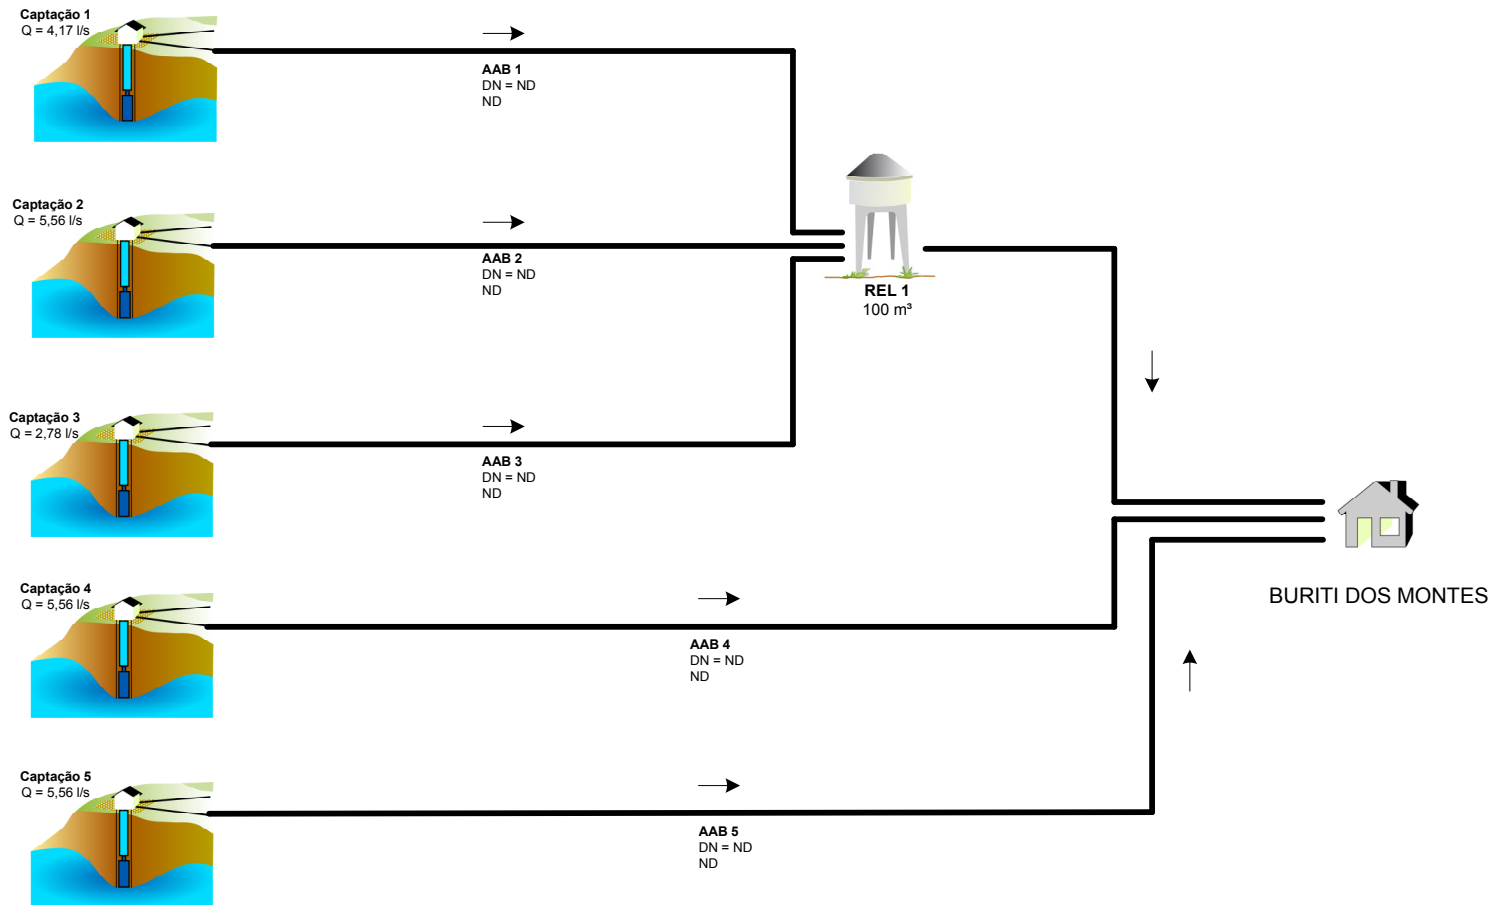 Captação 1
Q = 4,17 l/s
AAB 1
DN = ND
ND
Captação 2
Q = 5,56 l/s
AAB 2
DN = ND
ND
REL 1
100 m³
Captação 3
Q = 2,78 l/s
AAB 3
DN = ND
ND
Captação 4
Q = 5,56 l/s
AAB 4
DN = ND
ND
BURITI DOS MONTES
Captação 5
Q = 5,56 l/s
AAB 5
DN = ND
ND